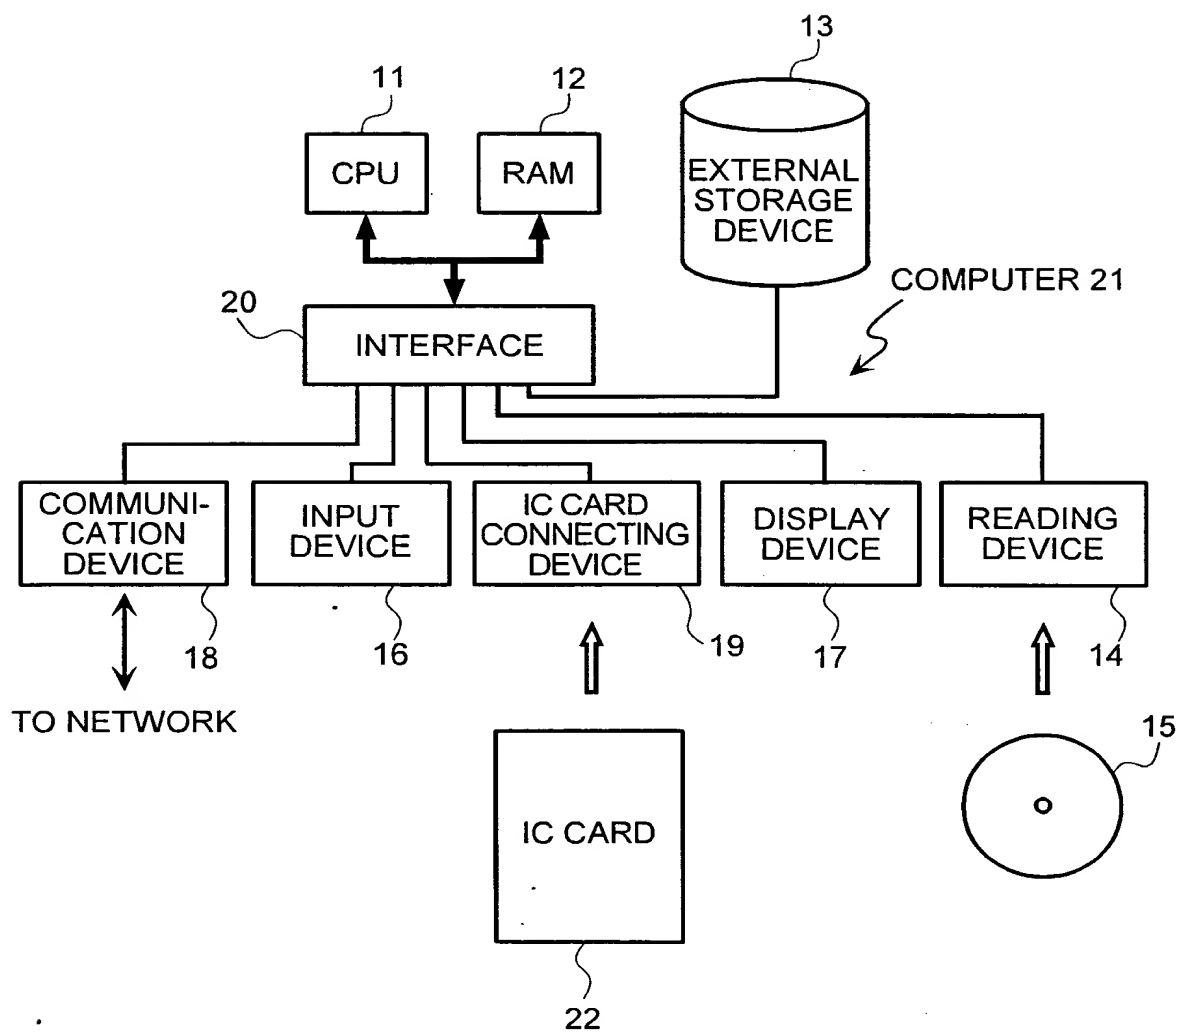 13
11
12
CPU
RAM
EXTERNAL
STORAGE
DEVICE
COMPUTER 21
20
INTERFACE
COMMUNI-
CATION
DEVICE
INPUT
DEVICE
IC CARD
CONNECTING
DEVICE
DISPLAY
DEVICE
READING
DEVICE
18
16
19
17
14
TO NETWORK
15
IC CARD
22